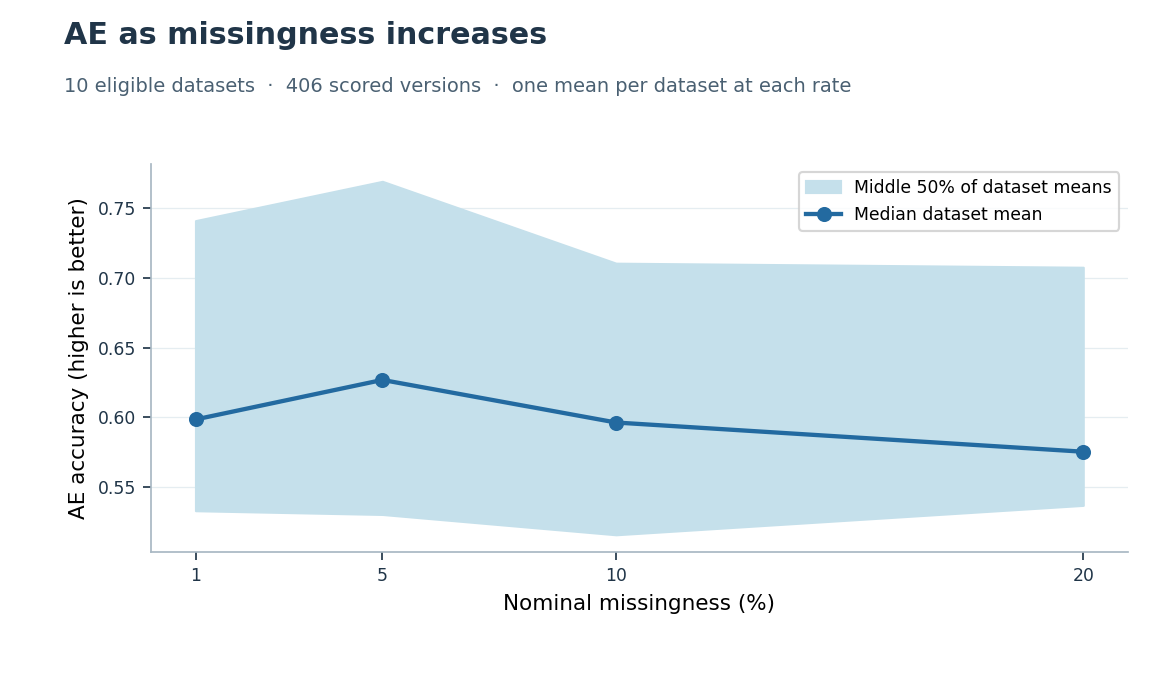 AE as missingness increases
10 eligible datasets · 406 scored versions · one mean per dataset at each rate
Middle 50% of dataset means
Median dataset mean
AE accuracy (higher is better)
0.75
0.70
0.65
0.60
0.55
1 5 10 20
Nominal missingness (%)